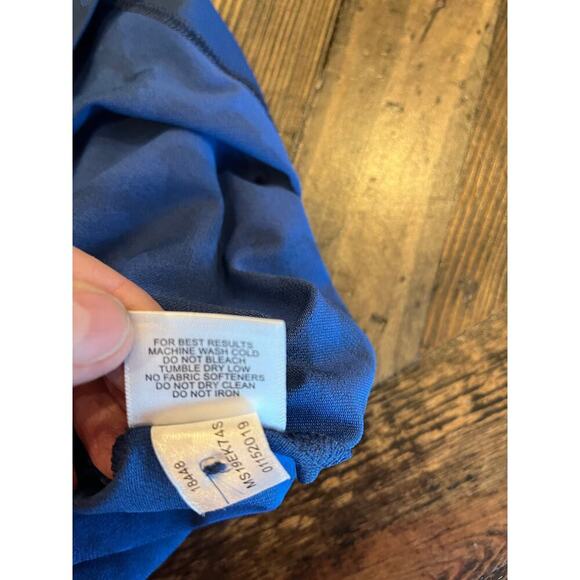 FOR BEST RESULTS
MACHINE WASH COLD
DO NOT BLEACH
TUMBLE DRY LOW
NO FABRIC SOFTENERS
DO NOT DRY CLEAN
DO NOT IRON
18448
MS19EK74S
01152019